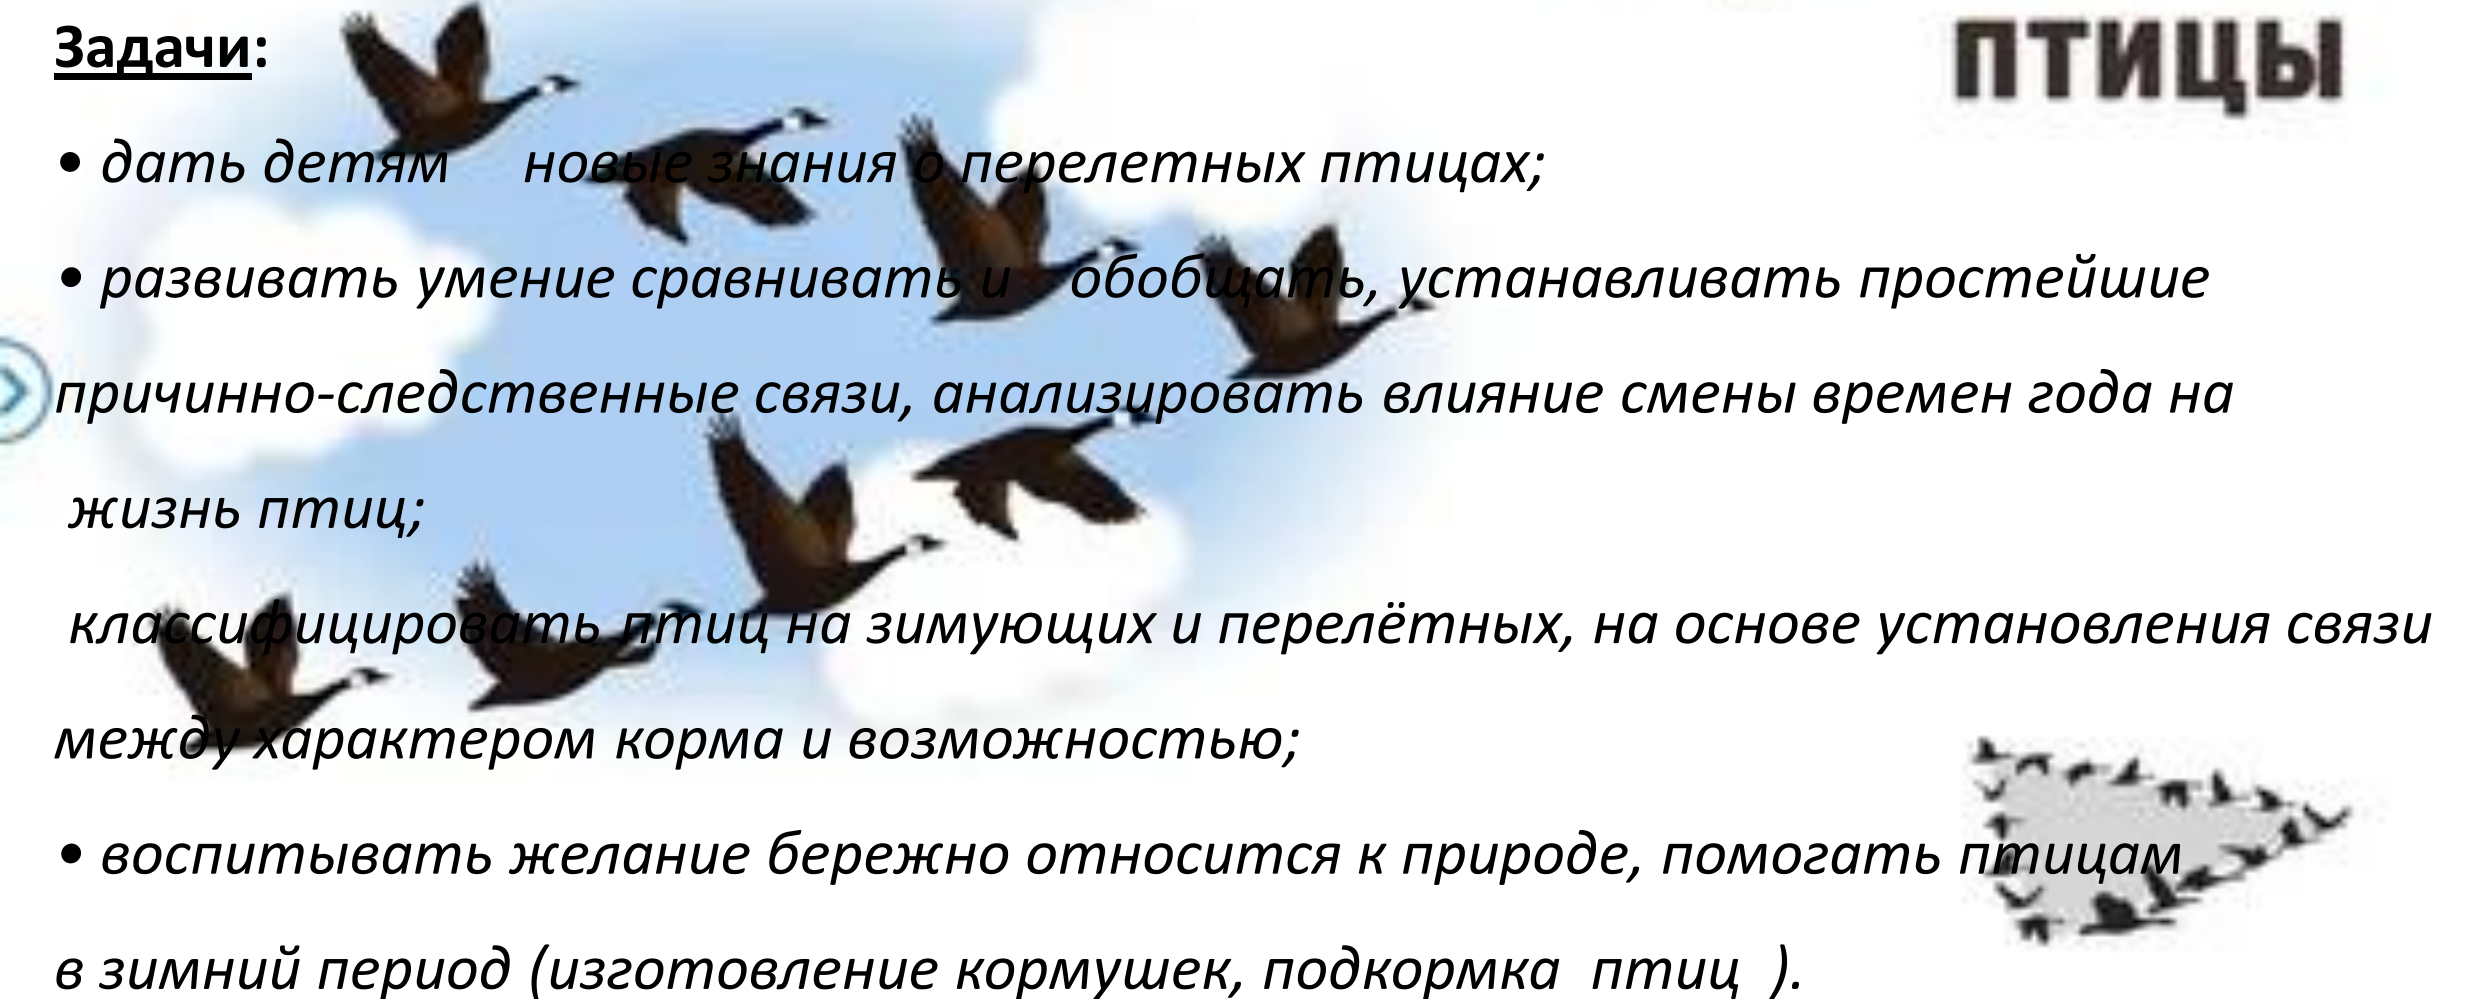 Задачи:
ПТИЦЫ
• дать детям новые знания о перелетных птицах;
• развивать умение сравнивать и обобщать, устанавливать простейшие
причинно-следственные связи, анализировать влияние смены времен года на
жизнь птиц;
классифицировать птиц на зимующих и перелётных, на основе установления связи
между характером корма и возможностью;
• воспитывать желание бережно относится к природе, помогать птицам
в зимний период (изготовление кормушек, подкормка птиц ).